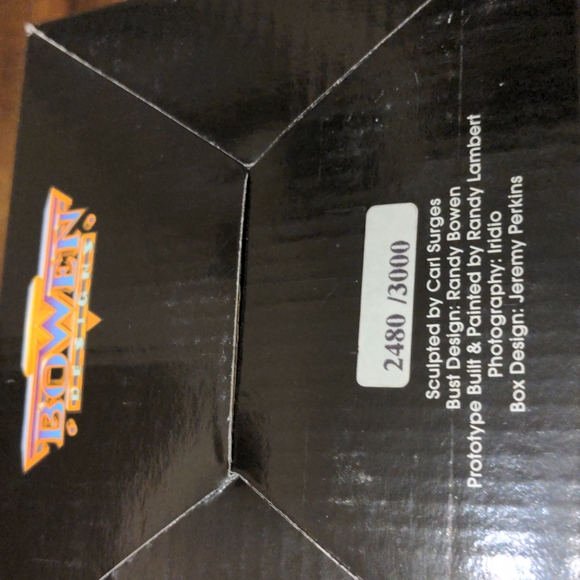 BOWEN
DESIGNS
2480 /3000
Sculpted by Carl Surges
Bust Design: Randy Bowen
Prototype Built & Painted by Randy Lambert
Photography: Iridio
Box Design: Jeremy Perkins